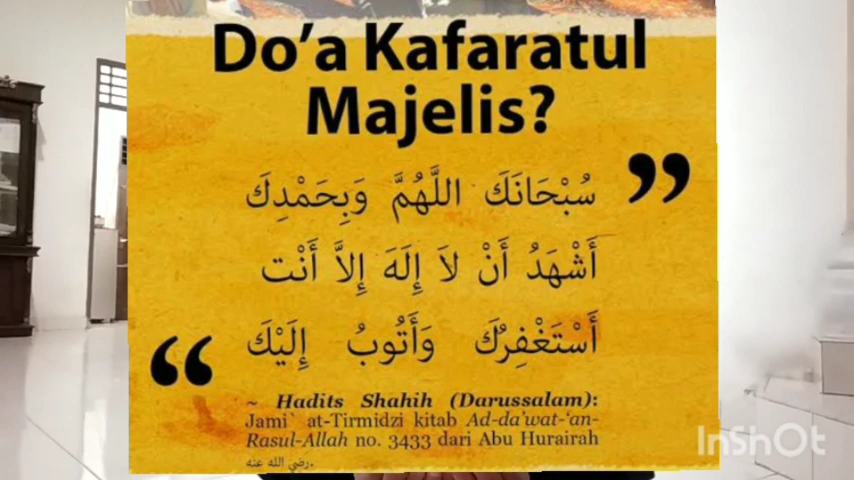 Do’a Kafaratul
Majelis?
سُبْحَانَكَ اللَّهُمَّ وَبِحَمْدِكَ
أَشْهَدُ أَنْ لاَ إِلَهَ إِلاَّ أَنْت
أَسْتَغْفِرُكَ وَأَتُوبُ إِلَيْكَ
~ Hadits Shahih (Darussalam):
Jami` at-Tirmidzi kitab Ad-da’wat-‘an-
Rasul-Allah no. 3433 dari Abu Hurairah
رضي الله عنه.
InShOt